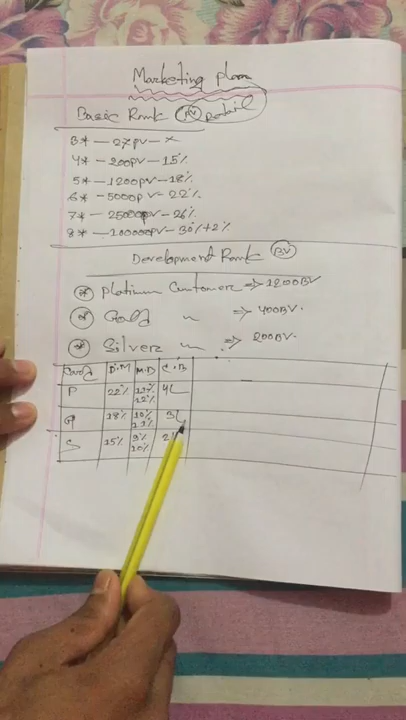 Marketing plan
Basic Rank PV Retail
3* — 27PV — ×
4* — 200PV — 15%
5* — 1200PV — 18%
6* — 5000PV — 22%
7* — 25000PV — 26%
8* — 100000PV — 30%+2%
Development Rank BV
* Platinum Customer => 1200BV
* Gold " => 400BV.
* Silver " => 200BV.
Card D.M M.D C.B
P 22% 12% 4L
G 18% 10% 3L
S 15% 9% 2
10%